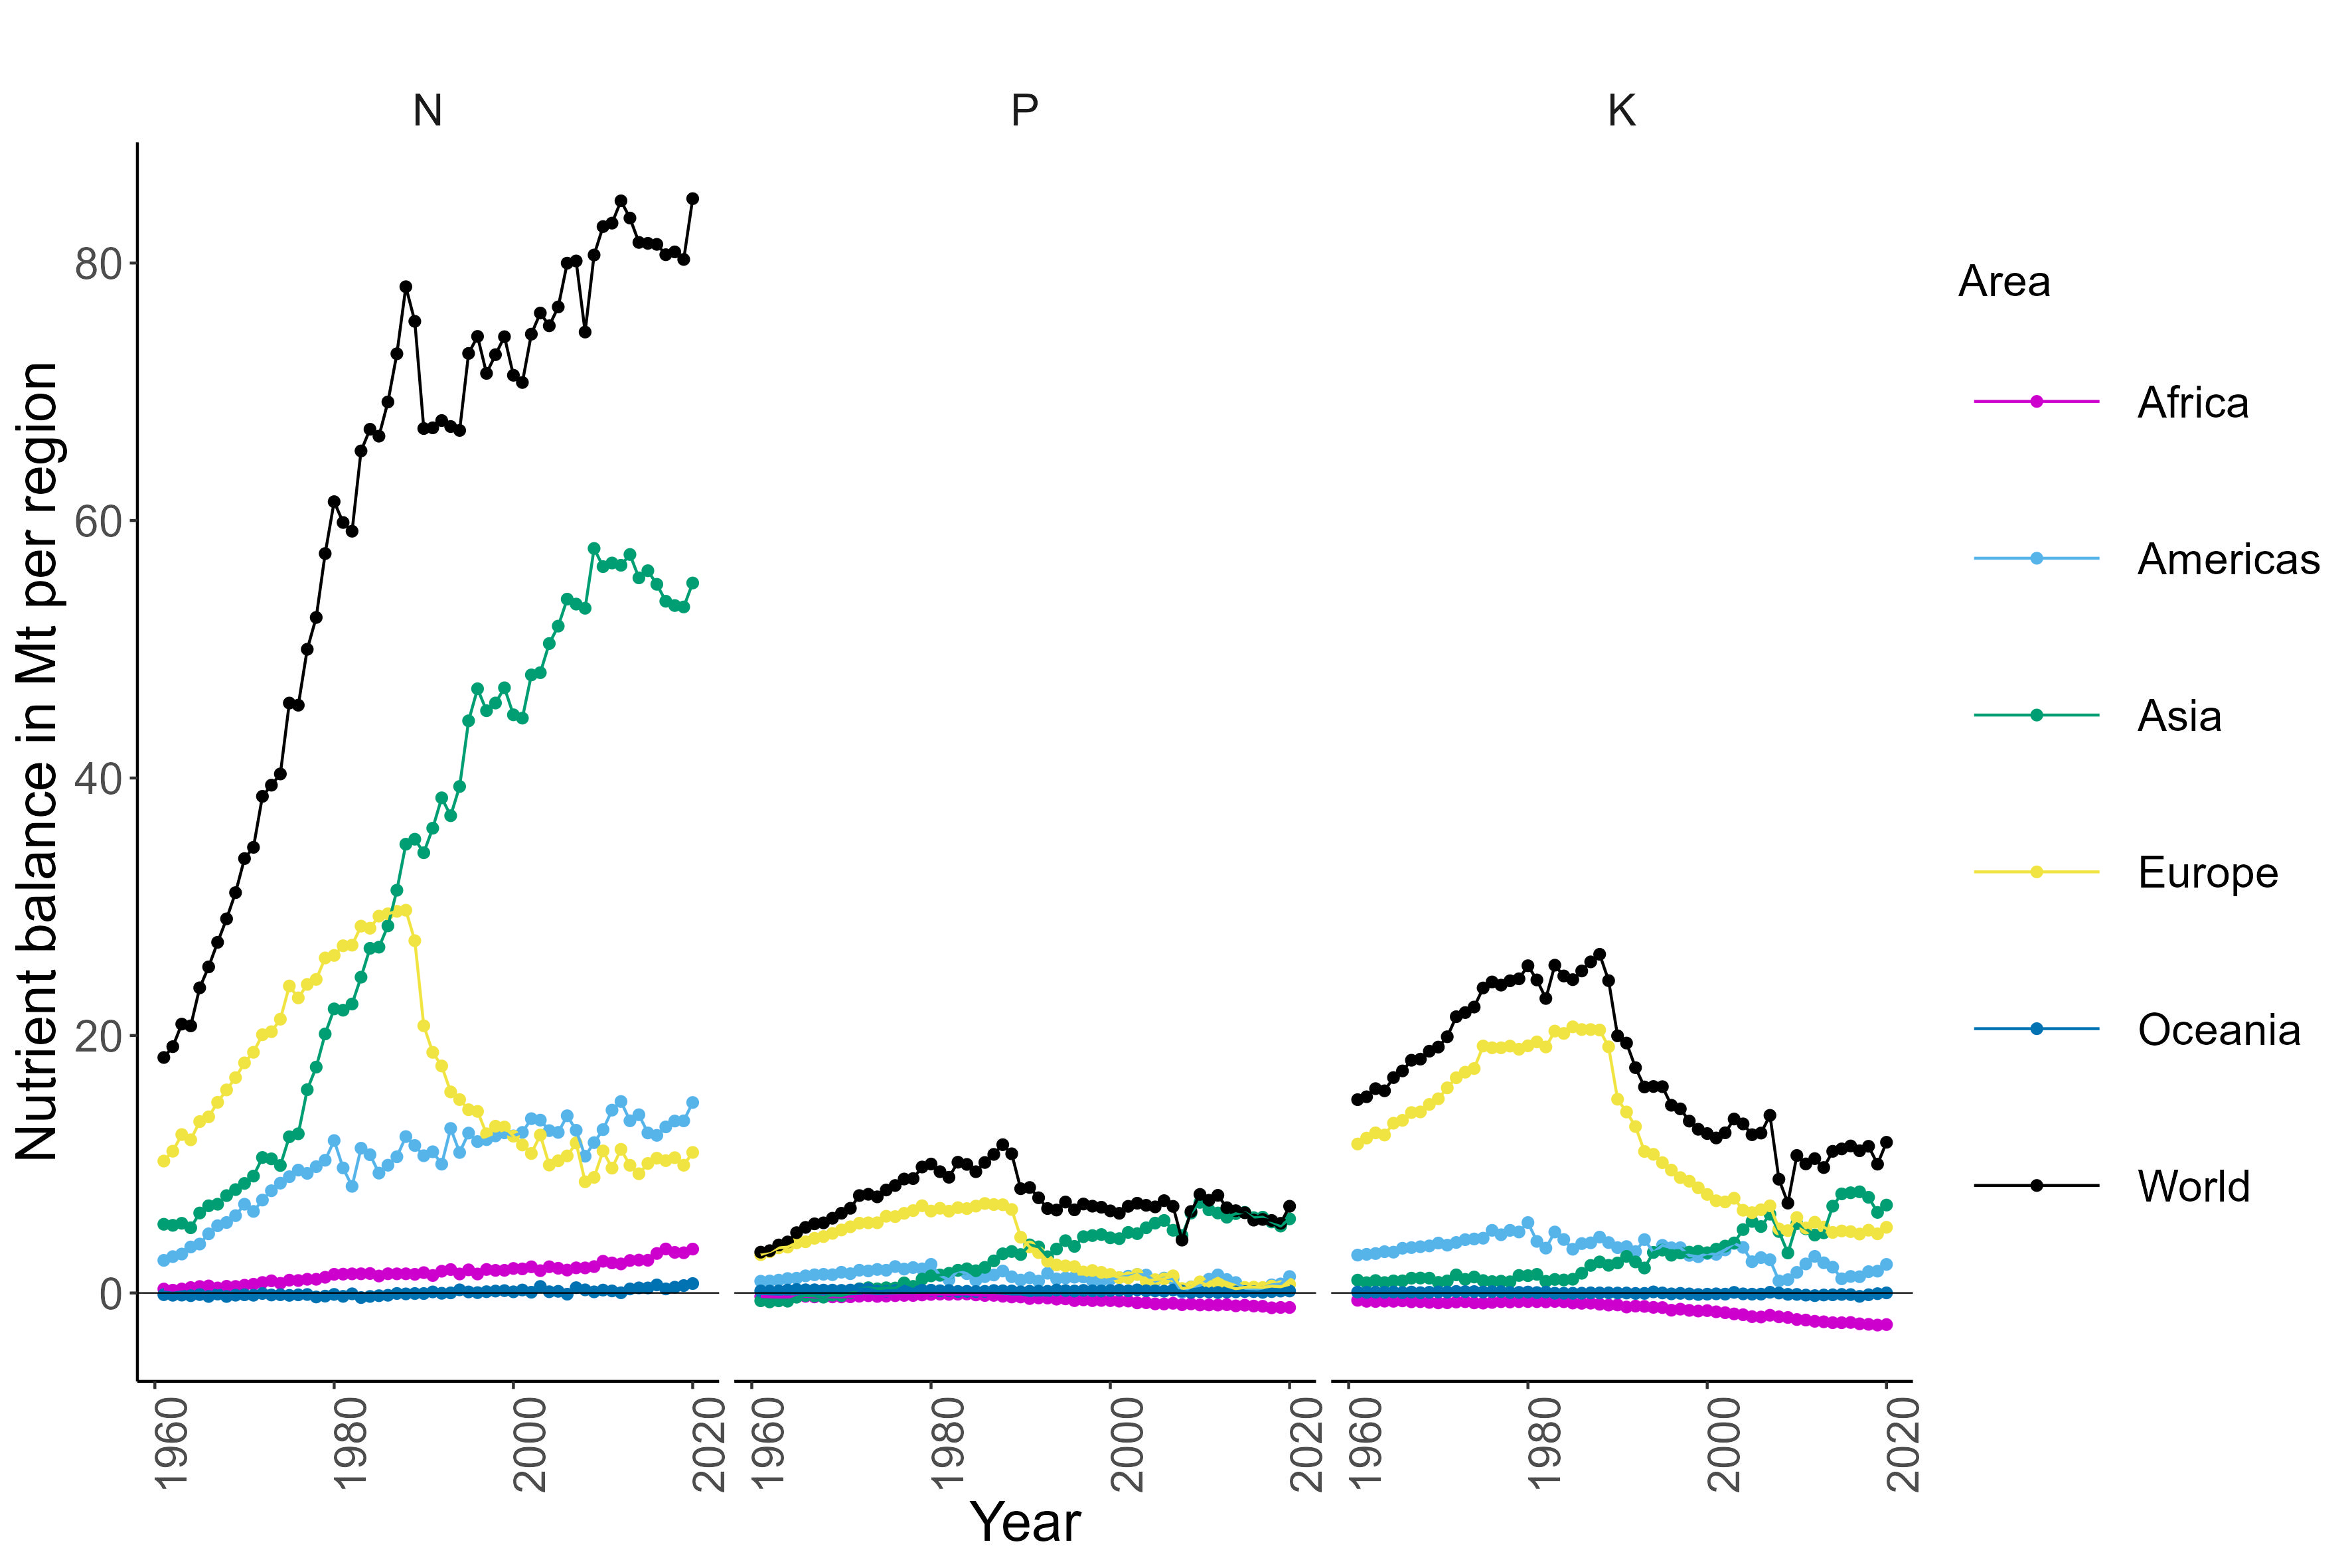 N P K
Nutrient balance in Mt per region
80
60
40
20
0
1960 1980 2000 2020 1960 1980 2000 2020 1960 1980 2000 2020
Year
Area
Africa
Americas
Asia
Europe
Oceania
World